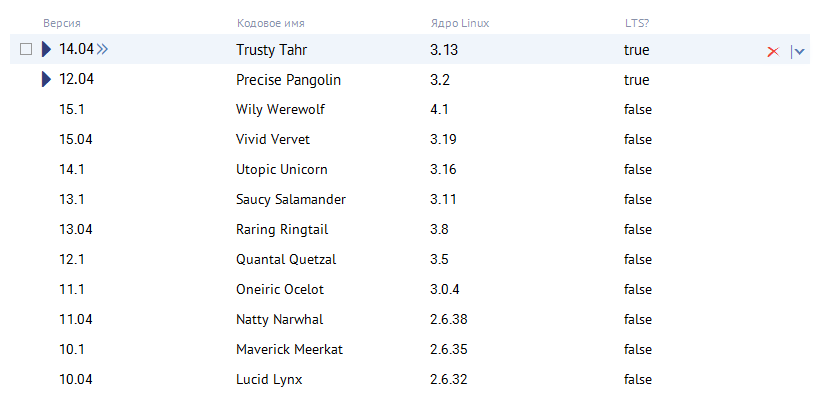 Версия Кодовое имя Ядро Linux LTS?
14.04 Trusty Tahr 3.13 true
12.04 Precise Pangolin 3.2 true
15.1 Wily Werewolf 4.1 false
15.04 Vivid Vervet 3.19 false
14.1 Utopic Unicorn 3.16 false
13.1 Saucy Salamander 3.11 false
13.04 Raring Ringtail 3.8 false
12.1 Quantal Quetzal 3.5 false
11.1 Oneiric Ocelot 3.0.4 false
11.04 Natty Narwhal 2.6.38 false
10.1 Maverick Meerkat 2.6.35 false
10.04 Lucid Lynx 2.6.32 false